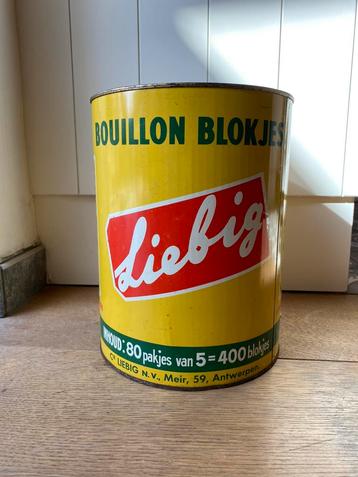 BOUILLON BLOKJES
Liebig
INHOUD: 80 pakjes van 5=400 blokjes
Cie LIEBIG N.V., Meir, 59, Antwerpen.